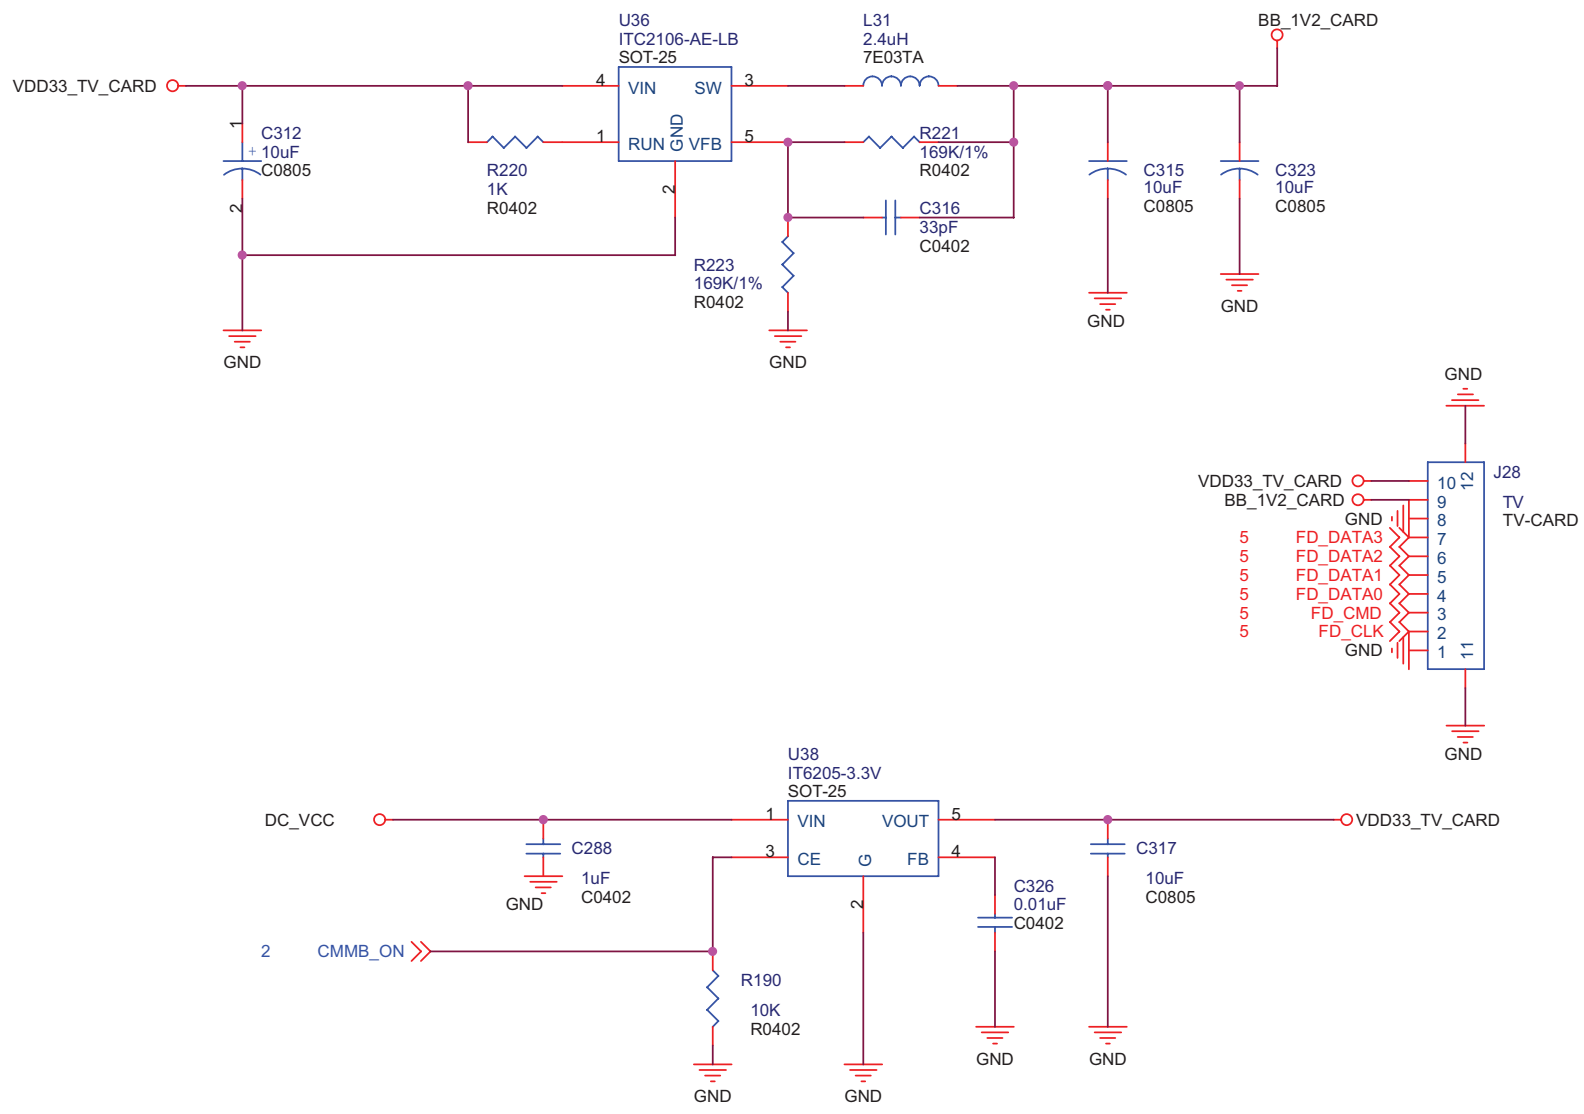 U36
ITC2106-AE-LB
SOT-25
L31
2.4uH
7E03TA
BB_1V2_CARD
VDD33_TV_CARD
4
VIN
SW
3
1
RUN
GND
VFB
5
2
1
C312
+
10uF
C0805
2
R220
1K
R0402
R221
169K/1%
R0402
C316
33pF
C0402
R223
169K/1%
R0402
C315
10uF
C0805
C323
10uF
C0805
GND
GND
GND
GND
GND
J28
TV
TV-CARD
12
VDD33_TV_CARD
10
BB_1V2_CARD
9
GND
8
5 FD_DATA3
7
5 FD_DATA2
6
5 FD_DATA1
5
5 FD_DATA0
4
5 FD_CMD
3
5 FD_CLK
2
GND
1
11
GND
U38
IT6205-3.3V
SOT-25
DC_VCC
1
VIN
VOUT
5
VDD33_TV_CARD
3
CE
G
FB
4
2
C288
1uF
C0402
GND
C326
0.01uF
C0402
C317
10uF
C0805
2 CMMB_ON
R190
10K
R0402
GND
GND
GND
GND